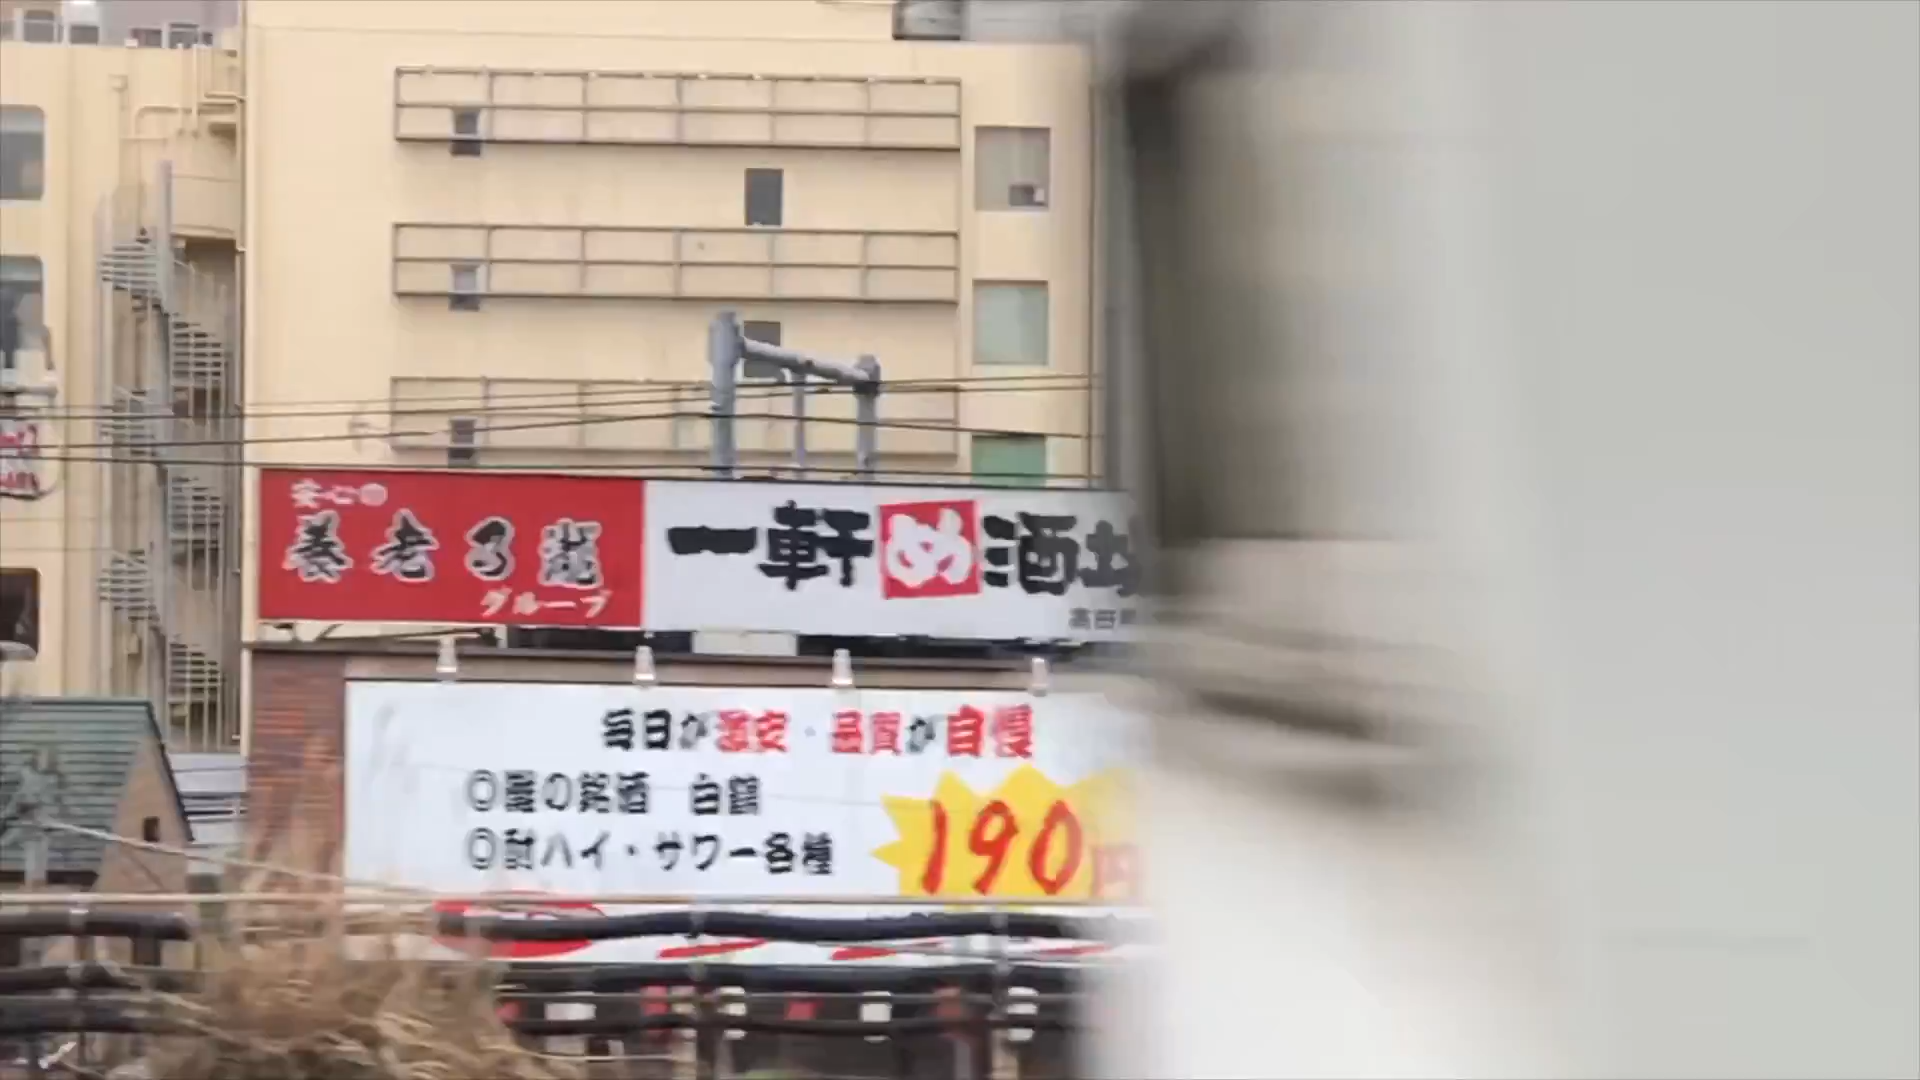 安心の
養老乃瀧
グループ
一軒め酒
高田
毎日が激安・品質が自慢
◎灘の銘酒 白鶴
◎酎ハイ・サワー各種
190円